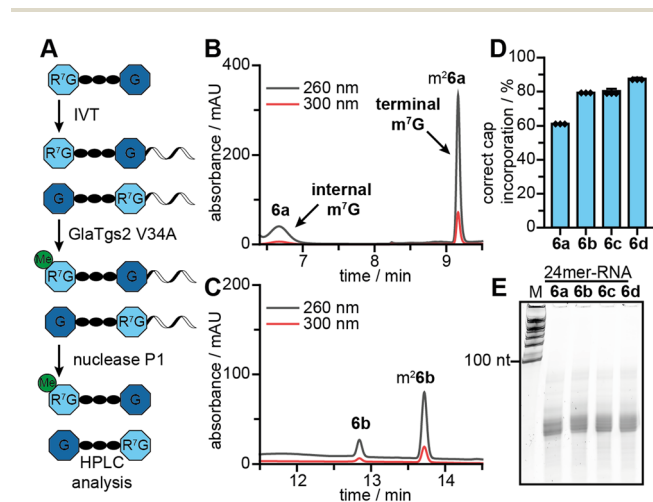 A
R⁷G G
IVT
R⁷G G
G R⁷G
GlaTgs2 V34A
Me
R⁷G G
G R⁷G
nuclease P1
Me
R⁷G G
G R⁷G
HPLC
analysis
B
absorbance / mAU
400
200
0
260 nm
300 nm
m²6a
terminal
m⁷G
6a
internal
m⁷G
7 8 9
time / min
C
absorbance / mAU
200
100
0
260 nm
300 nm
m²6b
6b
12 13 14
time / min
D
correct cap
incorporation / %
100
80
60
40
20
0
6a 6b 6c 6d
E
24mer-RNA
M 6a 6b 6c 6d
100 nt